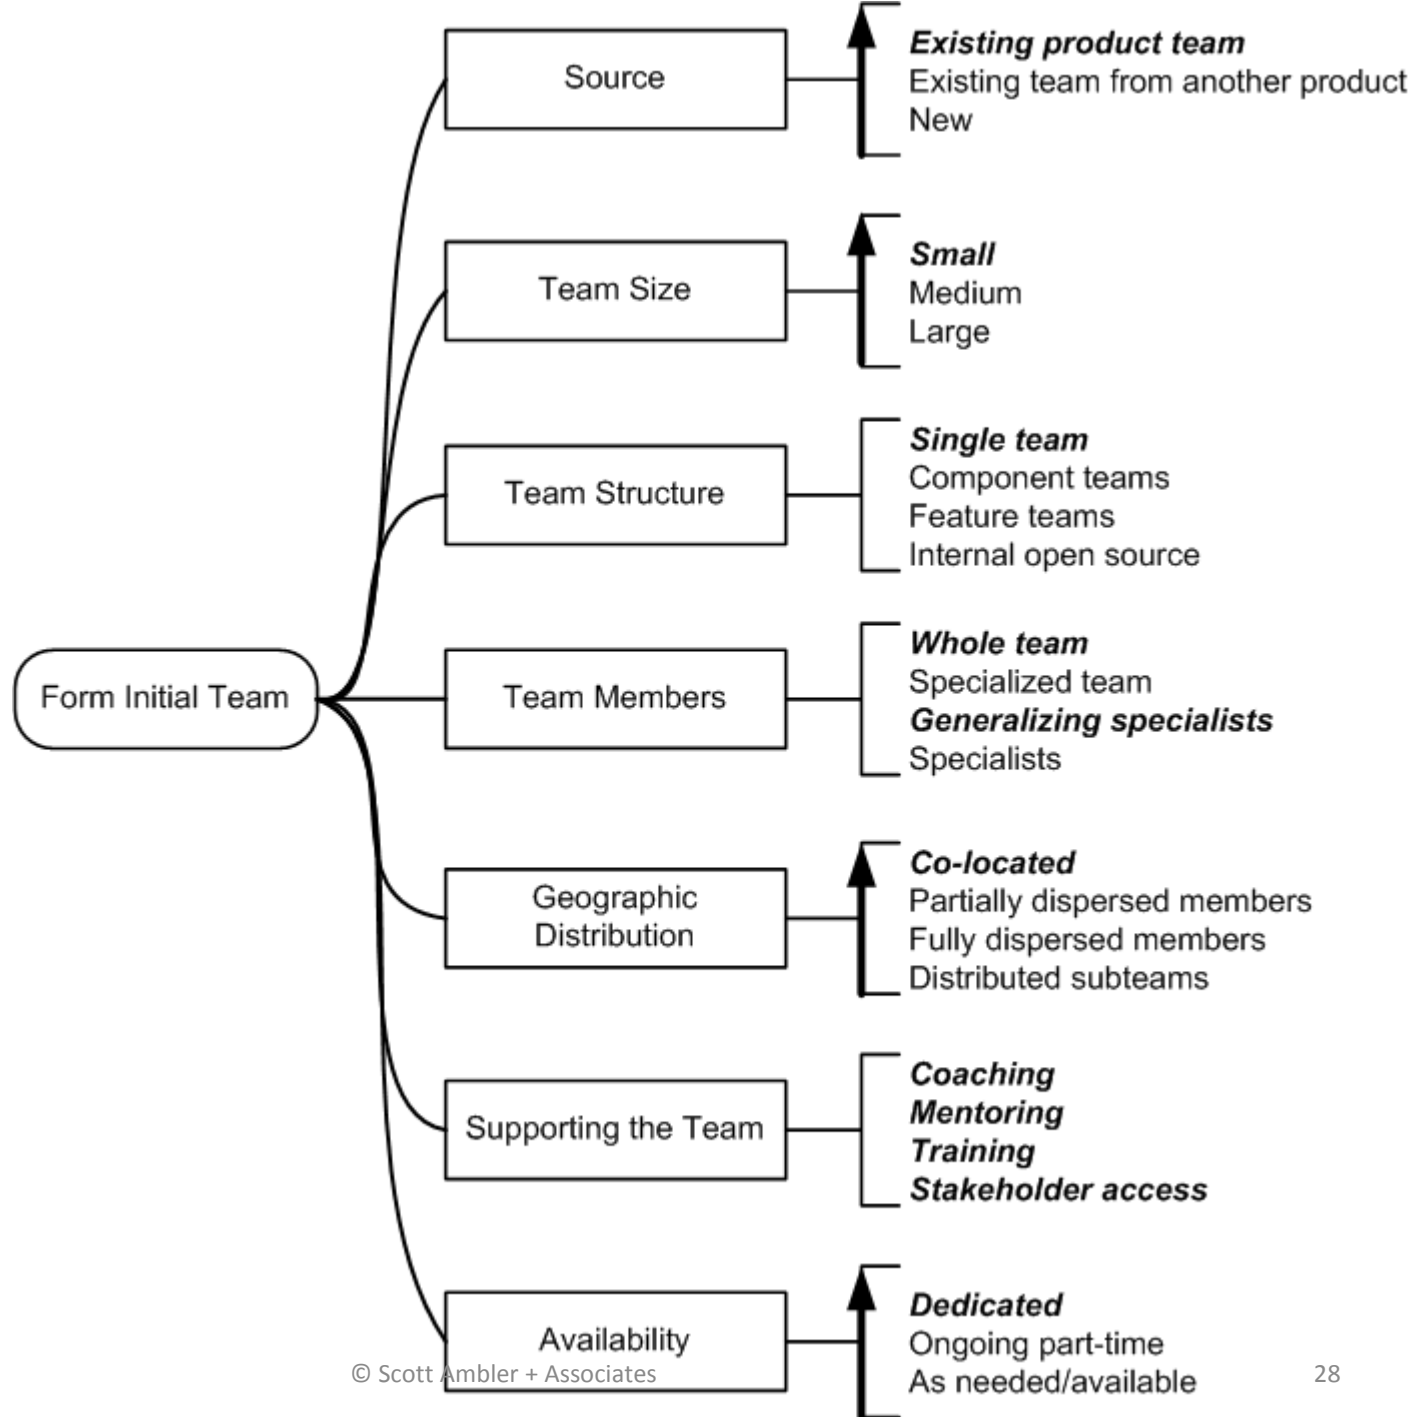 Form Initial Team
Source
Existing product team
Existing team from another product
New
Team Size
Small
Medium
Large
Team Structure
Single team
Component teams
Feature teams
Internal open source
Team Members
Whole team
Specialized team
Generalizing specialists
Specialists
Geographic
Distribution
Co-located
Partially dispersed members
Fully dispersed members
Distributed subteams
Supporting the Team
Coaching
Mentoring
Training
Stakeholder access
Availability
Dedicated
Ongoing part-time
As needed/available
© Scott Ambler + Associates
28